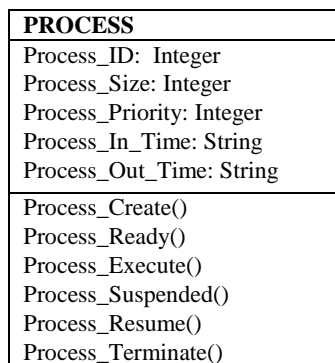 PROCESS
Process_ID: Integer
Process_Size: Integer
Process_Priority: Integer
Process_In_Time: String
Process_Out_Time: String
Process_Create()
Process_Ready()
Process_Execute()
Process_Suspended()
Process_Resume()
Process_Terminate()